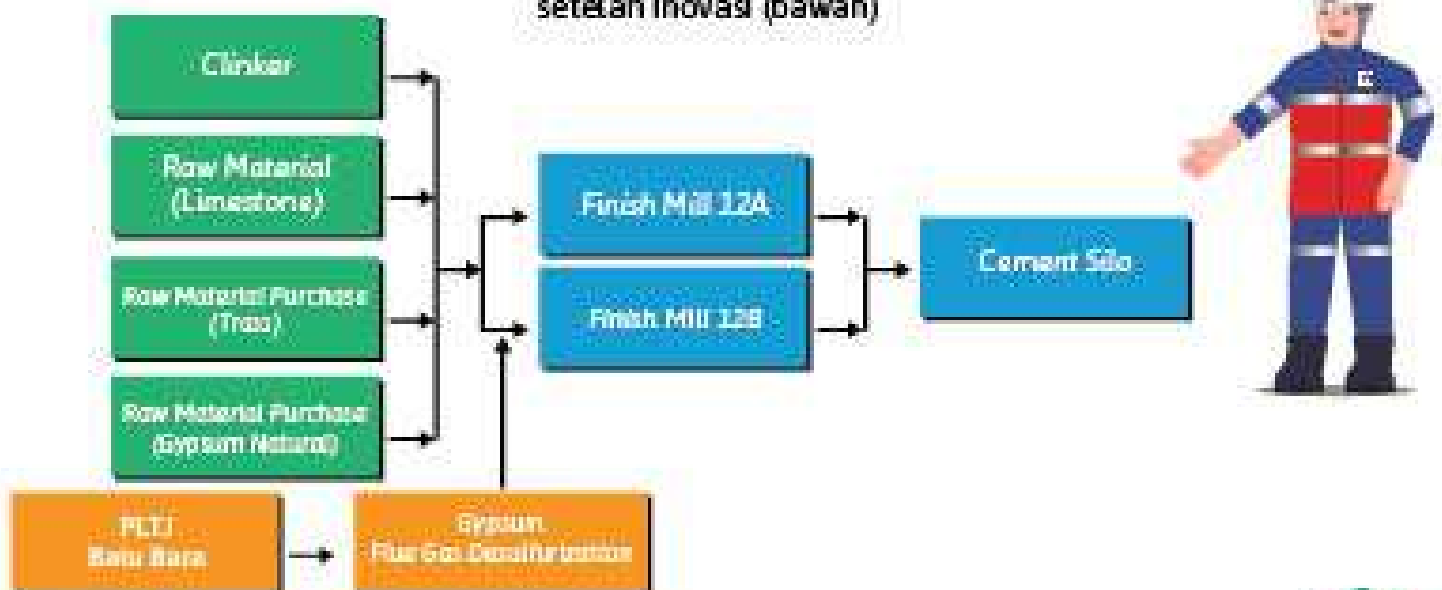 setelah inovasi (bawah)
Clinker
Raw Material
(Limestone)
Raw Material Purchase
(Trass)
Raw Material Purchase
(Gypsum Natural)
Finish Mill 12A
Finish Mill 12B
Cement Silo
PLTU
Batu Bara
Gypsum
Flue Gas Desulfurization